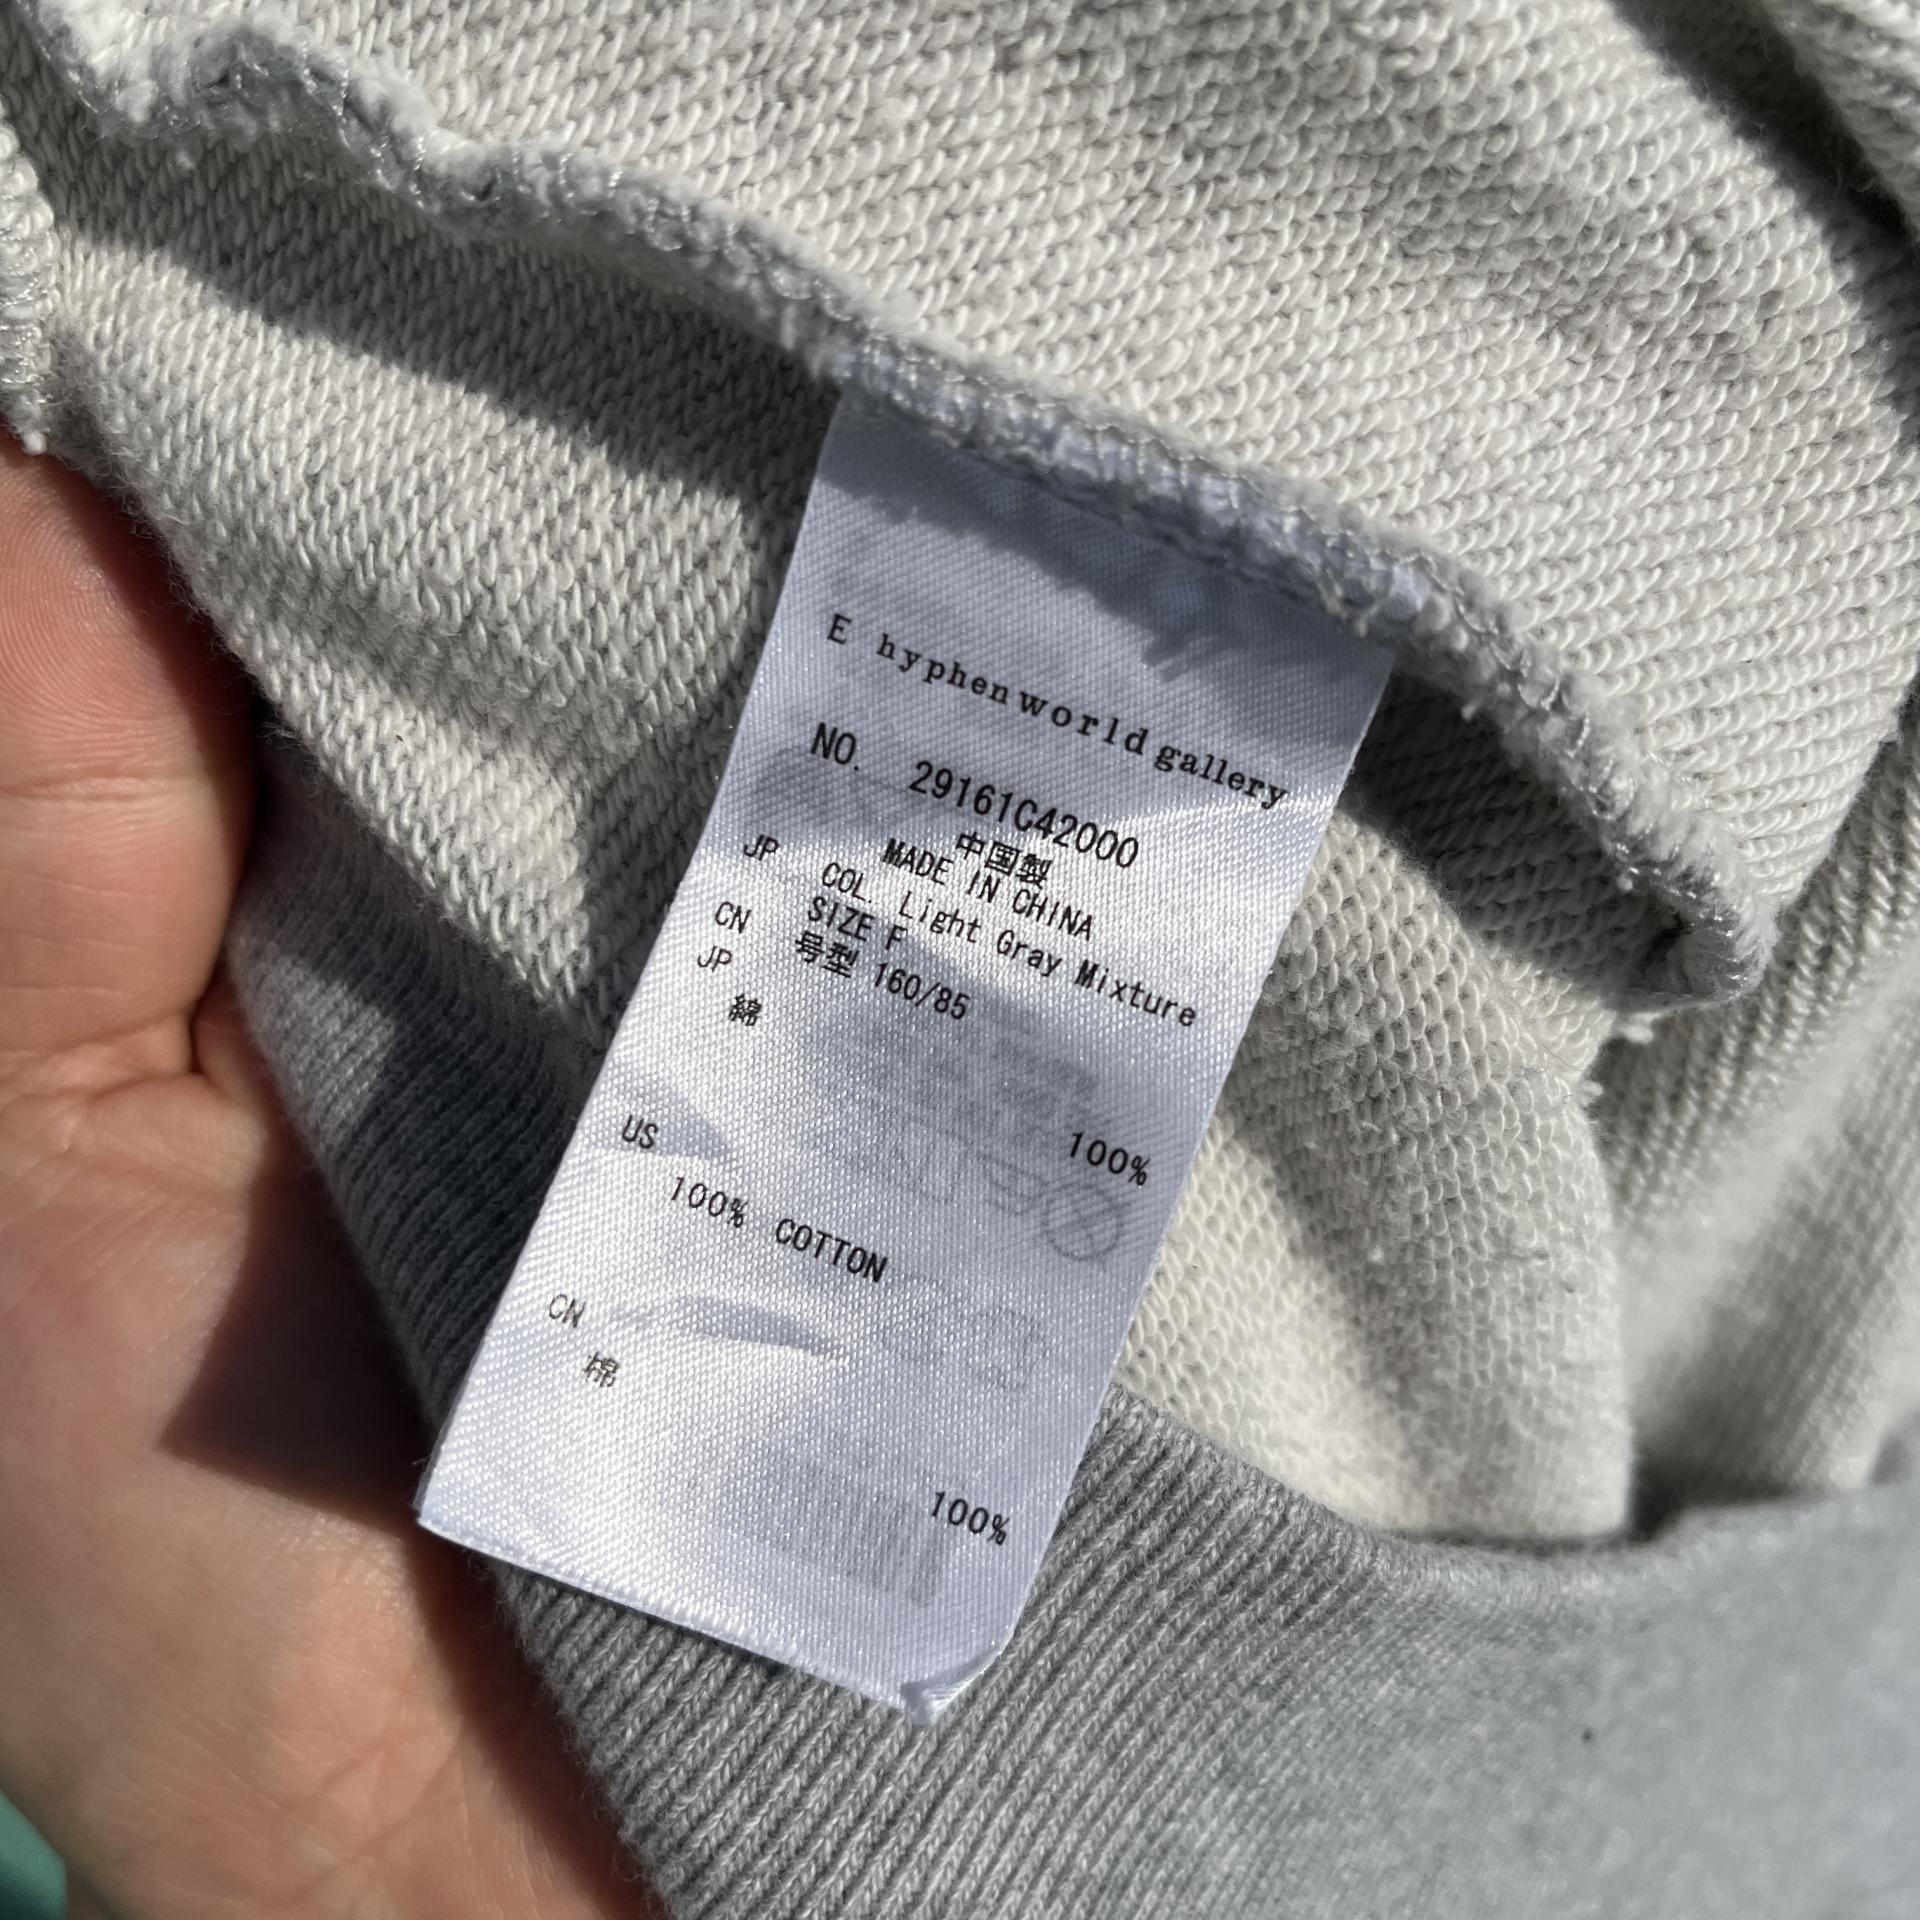 E hyphen world gallery
NO. 29161C42000
中国製
MADE IN CHINA
COL. Light Gray Mixture
JP SIZE F
CN 号型 160/85
JP
綿 100%
US
100% COTTON
CN
棉 100%